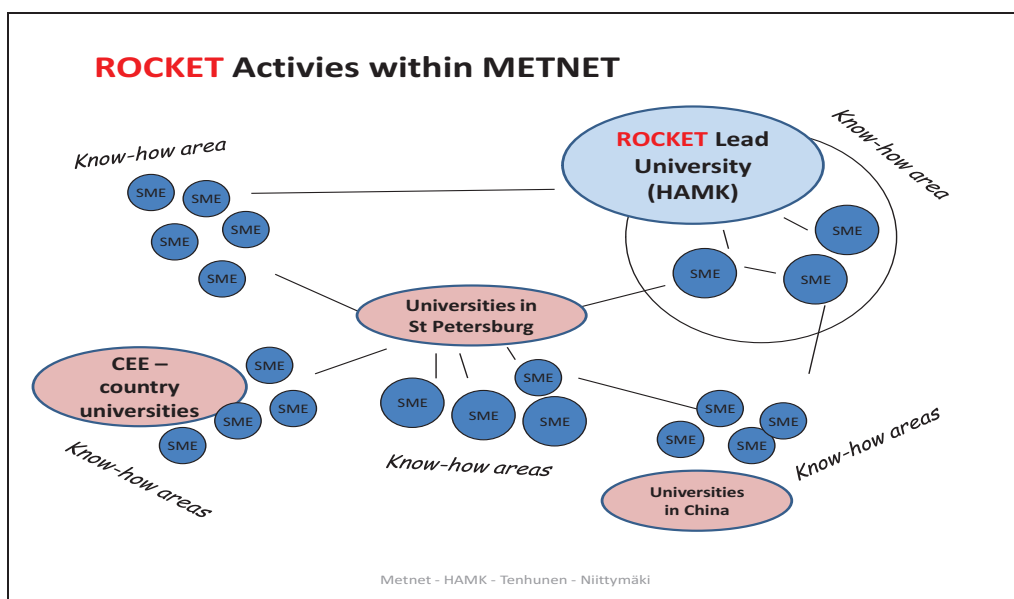 ROCKET Activies within METNET
Know-how area
SME
SME
SME
SME
SME
ROCKET Lead
University
(HAMK)
Know-how area
SME
SME
SME
Universities in
St Petersburg
CEE –
country
universities
SME
SME
SME
SME
Know-how areas
SME
SME
SME
SME
Know-how areas
SME
SME
SME
SME
Know-how areas
Universities
in China
Metnet - HAMK - Tenhunen - Niittymäki